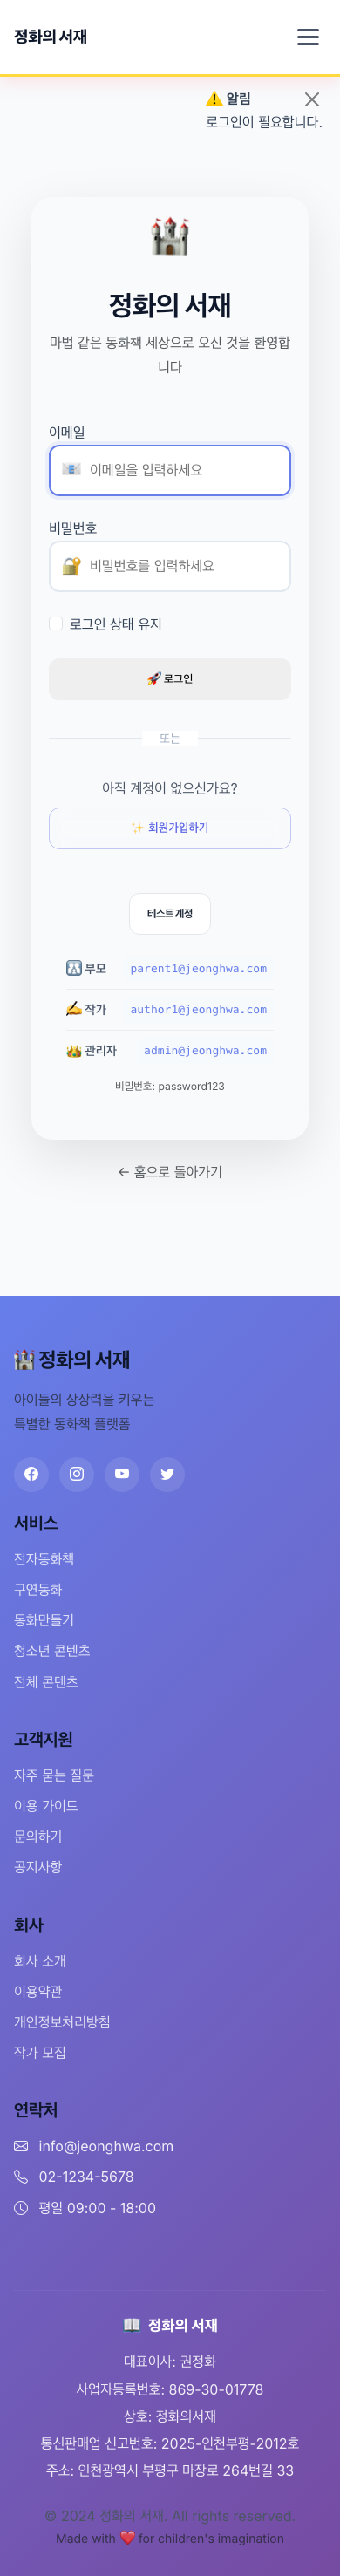 정화의 서재
알림
로그인이 필요합니다.
정화의 서재
마법 같은 동화책 세상으로 오신 것을 환영합
니다
이메일
이메일을 입력하세요
비밀번호
비밀번호를 입력하세요
로그인 상태 유지
🚀 로그인
또는
아직 계정이 없으신가요?
✨ 회원가입하기
테스트 계정
부모 parent1@jeonghwa.com
작가 author1@jeonghwa.com
관리자 admin@jeonghwa.com
비밀번호: password123
← 홈으로 돌아가기
정화의 서재
아이들의 상상력을 키우는
특별한 동화책 플랫폼
서비스
전자동화책
구연동화
동화만들기
청소년 콘텐츠
전체 콘텐츠
고객지원
자주 묻는 질문
이용 가이드
문의하기
공지사항
회사
회사 소개
이용약관
개인정보처리방침
작가 모집
연락처
info@jeonghwa.com
02-1234-5678
평일 09:00 - 18:00
정화의 서재
대표이사: 권정화
사업자등록번호: 869-30-01778
상호: 정화의서재
통신판매업 신고번호: 2025-인천부평-2012호
주소: 인천광역시 부평구 마장로 264번길 33
© 2024 정화의 서재. All rights reserved.
Made with ❤️ for children's imagination